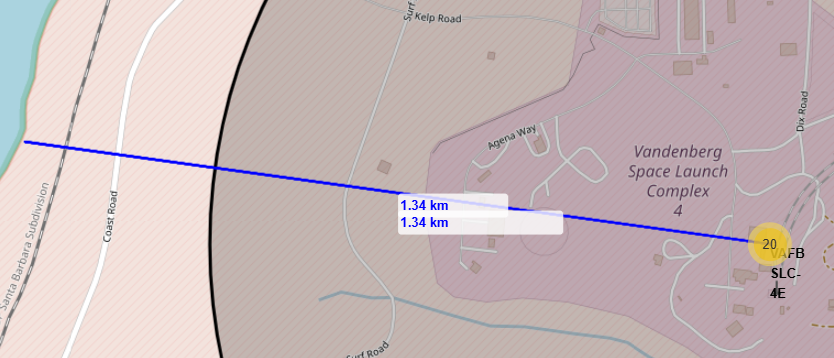 Surf
Kelp Road
Agena Way
Dix Road
Vandenberg
Space Launch
Complex
4
1.34 km
1.34 km
Coast Road
Santa Barbara Subdivision
20
VAFB
SLC-
4E
Surf Road